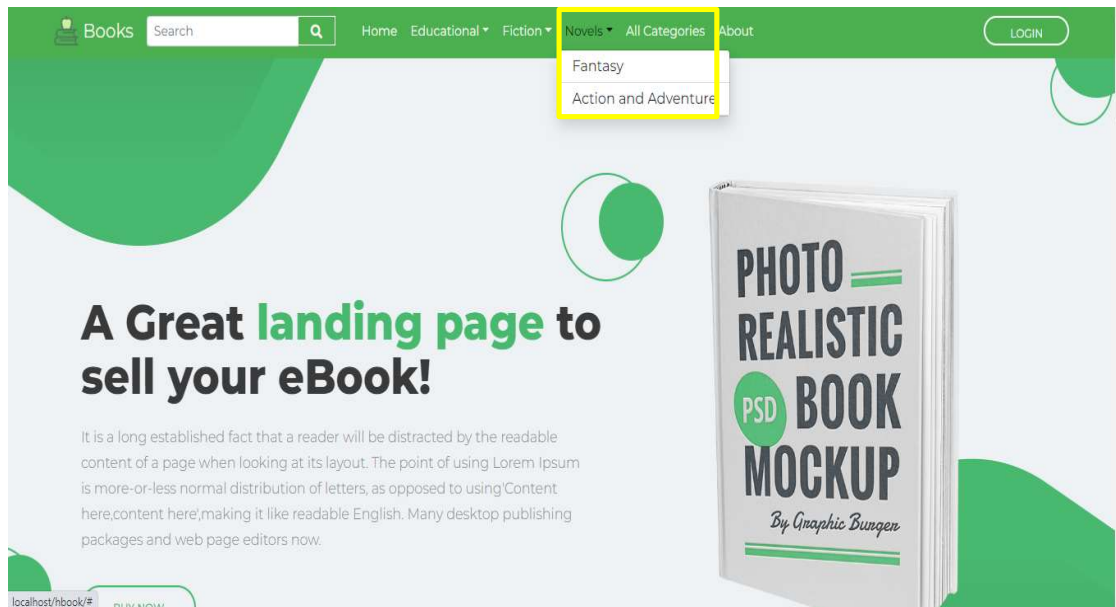 Books Search Home Educational Fiction Novels All Categories About LOGIN
Fantasy
Action and Adventure
A Great landing page to
sell your eBook!
It is a long established fact that a reader will be distracted by the readable
content of a page when looking at its layout. The point of using Lorem Ipsum
is more-or-less normal distribution of letters, as opposed to using'Content
here,content here',making it like readable English. Many desktop publishing
packages and web page editors now.
BUY NOW
PHOTO
REALISTIC
PSD BOOK
MOCKUP
By Graphic Burger
localhost/hbook/#